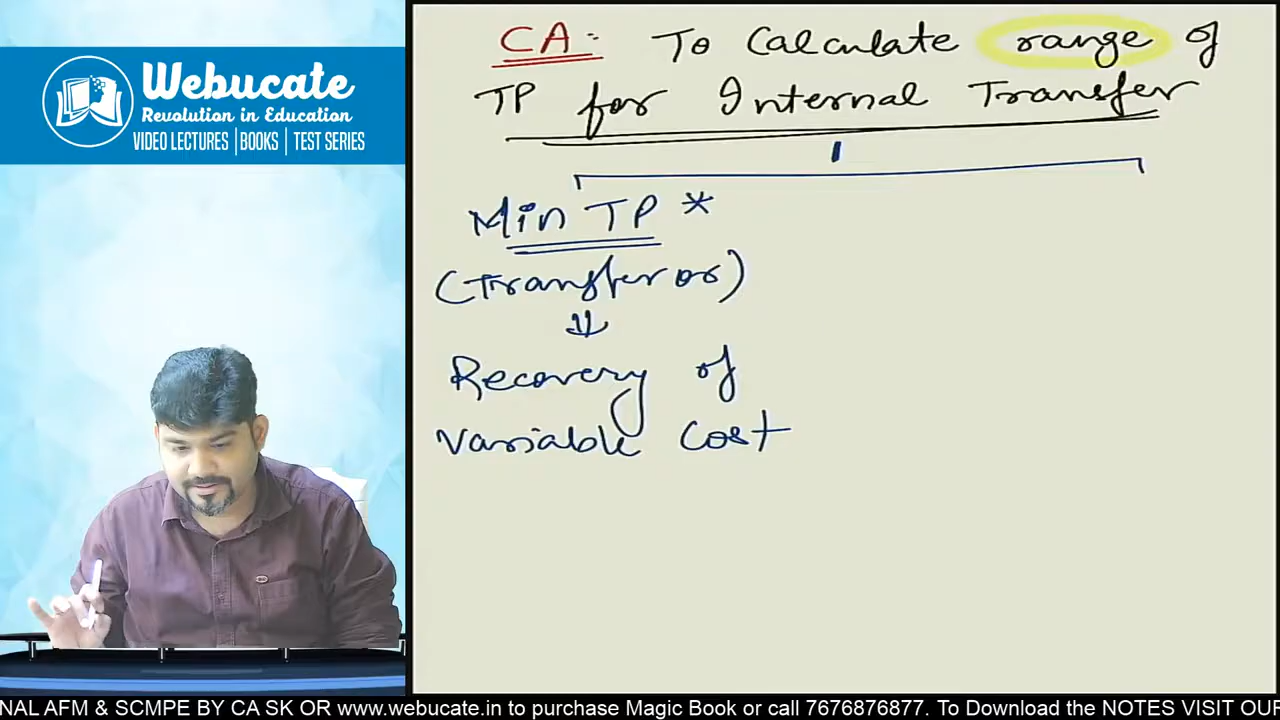 Webucate
Revolution in Education
VIDEO LECTURES | BOOKS | TEST SERIES
CA:- To Calculate range of
TP for Internal Transfer
Min TP *
(Transferor)
Recovery of
Variable Cost
NAL AFM & SCMPE BY CA SK OR www.webucate.in to purchase Magic Book or call 7676876877. To Download the NOTES VISIT OUR